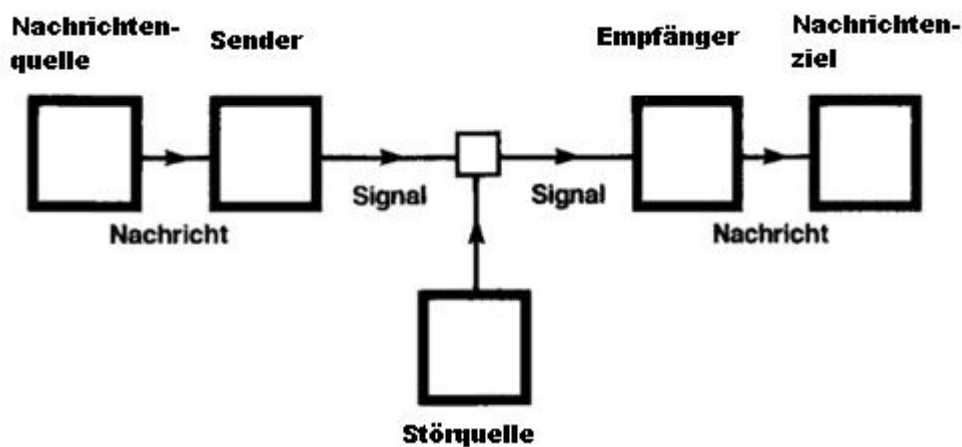 Nachrichten-
quelle
Sender
Empfänger
Nachrichten-
ziel
Signal
Signal
Nachricht
Nachricht
Störquelle